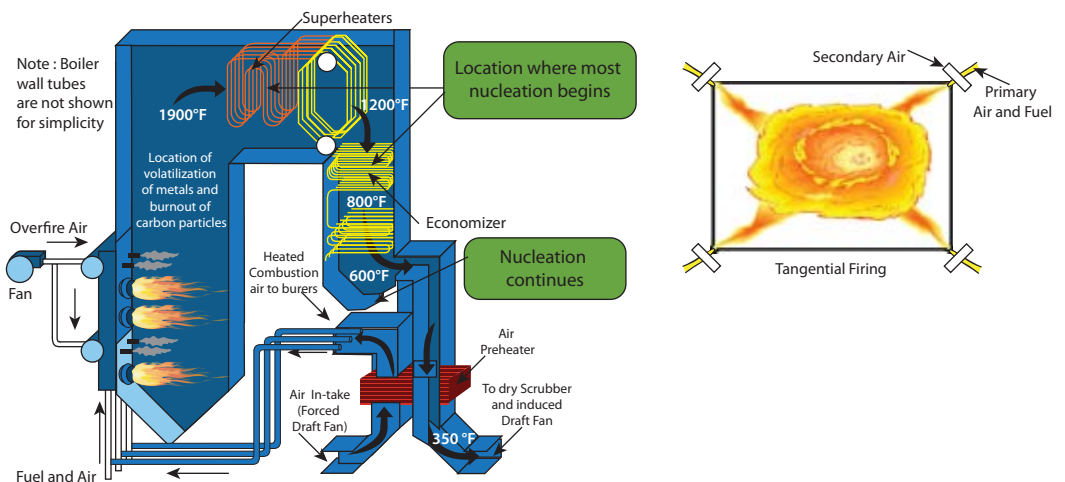 Superheaters
Note : Boiler
wall tubes
are not shown
for simplicity
1900°F
1200°F
Location where most
nucleation begins
Location of
volatilization
of metals and
burnout of
carbon particles
800°F
Economizer
Overfire Air
Fan
Heated
Combustion
air to burers
600°F
Nucleation
continues
Air
Preheater
Air In-take
(Forced
Draft Fan)
To dry Scrubber
and induced
Draft Fan
350 °F
Fuel and Air
Secondary Air
Primary
Air and Fuel
Tangential Firing